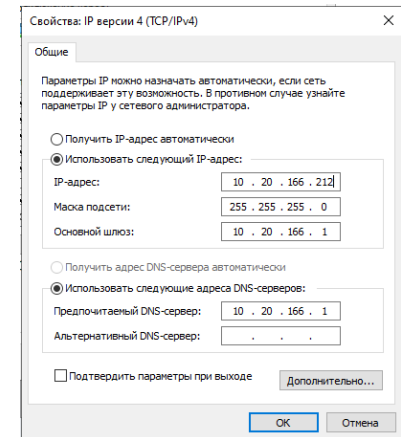 Свойства: IP версии 4 (TCP/IPv4)
Общие
Параметры IP можно назначать автоматически, если сеть
поддерживает эту возможность. В противном случае узнайте
параметры IP у сетевого администратора.
Получить IP-адрес автоматически
Использовать следующий IP-адрес:
IP-адрес: 10 . 20 . 166 . 212
Маска подсети: 255 . 255 . 255 . 0
Основной шлюз: 10 . 20 . 166 . 1
Получить адрес DNS-сервера автоматически
Использовать следующие адреса DNS-серверов:
Предпочитаемый DNS-сервер: 10 . 20 . 166 . 1
Альтернативный DNS-сервер: . . .
Подтвердить параметры при выходе
Дополнительно...
OK Отмена